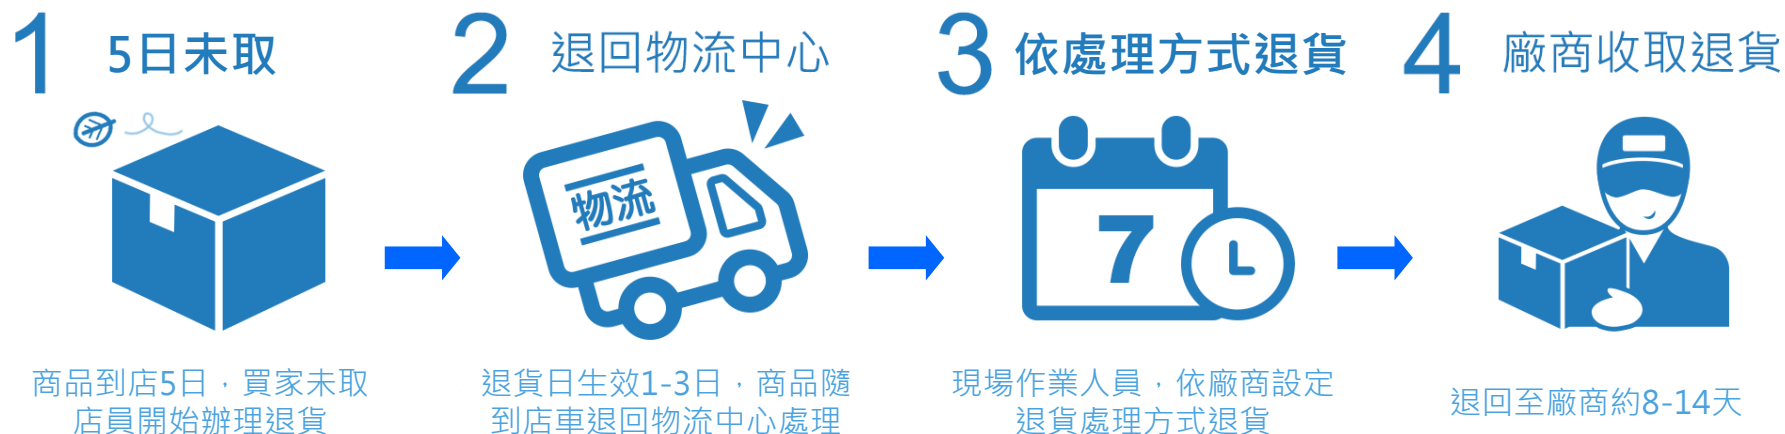 1 5日未取
2 退回物流中心
3 依處理方式退貨
4 廠商收取退貨
物流
7
商品到店5日，買家未取
店員開始辦理退貨
退貨日生效1-3日，商品隨
到店車退回物流中心處理
現場作業人員，依廠商設定
退貨處理方式退貨
退回至廠商約8-14天